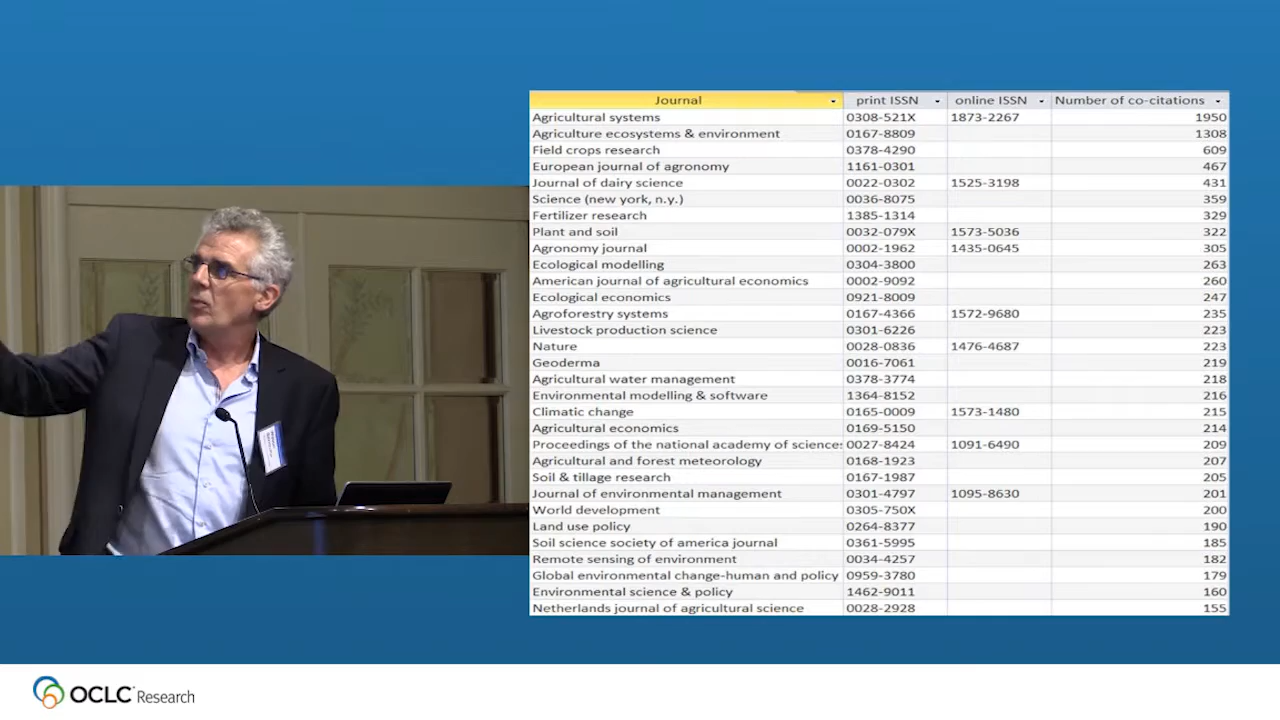 Journal print ISSN online ISSN Number of co-citations
Agricultural systems 0308-521X 1873-2267 1950
Agriculture ecosystems & environment 0167-8809 1308
Field crops research 0378-4290 609
European journal of agronomy 1161-0301 467
Journal of dairy science 0022-0302 1525-3198 431
Science (new york, n.y.) 0036-8075 359
Fertilizer research 1385-1314 329
Plant and soil 0032-079X 1573-5036 322
Agronomy journal 0002-1962 1435-0645 305
Ecological modelling 0304-3800 263
American journal of agricultural economics 0002-9092 260
Ecological economics 0921-8009 247
Agroforestry systems 0167-4366 1572-9680 235
Livestock production science 0301-6226 223
Nature 0028-0836 1476-4687 223
Geoderma 0016-7061 219
Agricultural water management 0378-3774 218
Environmental modelling & software 1364-8152 216
Climatic change 0165-0009 1573-1480 215
Agricultural economics 0169-5150 214
Proceedings of the national academy of sciences 0027-8424 1091-6490 209
Agricultural and forest meteorology 0168-1923 207
Soil & tillage research 0167-1987 205
Journal of environmental management 0301-4797 1095-8630 201
World development 0305-750X 200
Land use policy 0264-8377 190
Soil science society of america journal 0361-5995 185
Remote sensing of environment 0034-4257 182
Global environmental change-human and policy 0959-3780 179
Environmental science & policy 1462-9011 160
Netherlands journal of agricultural science 0028-2928 155
OCLC Research